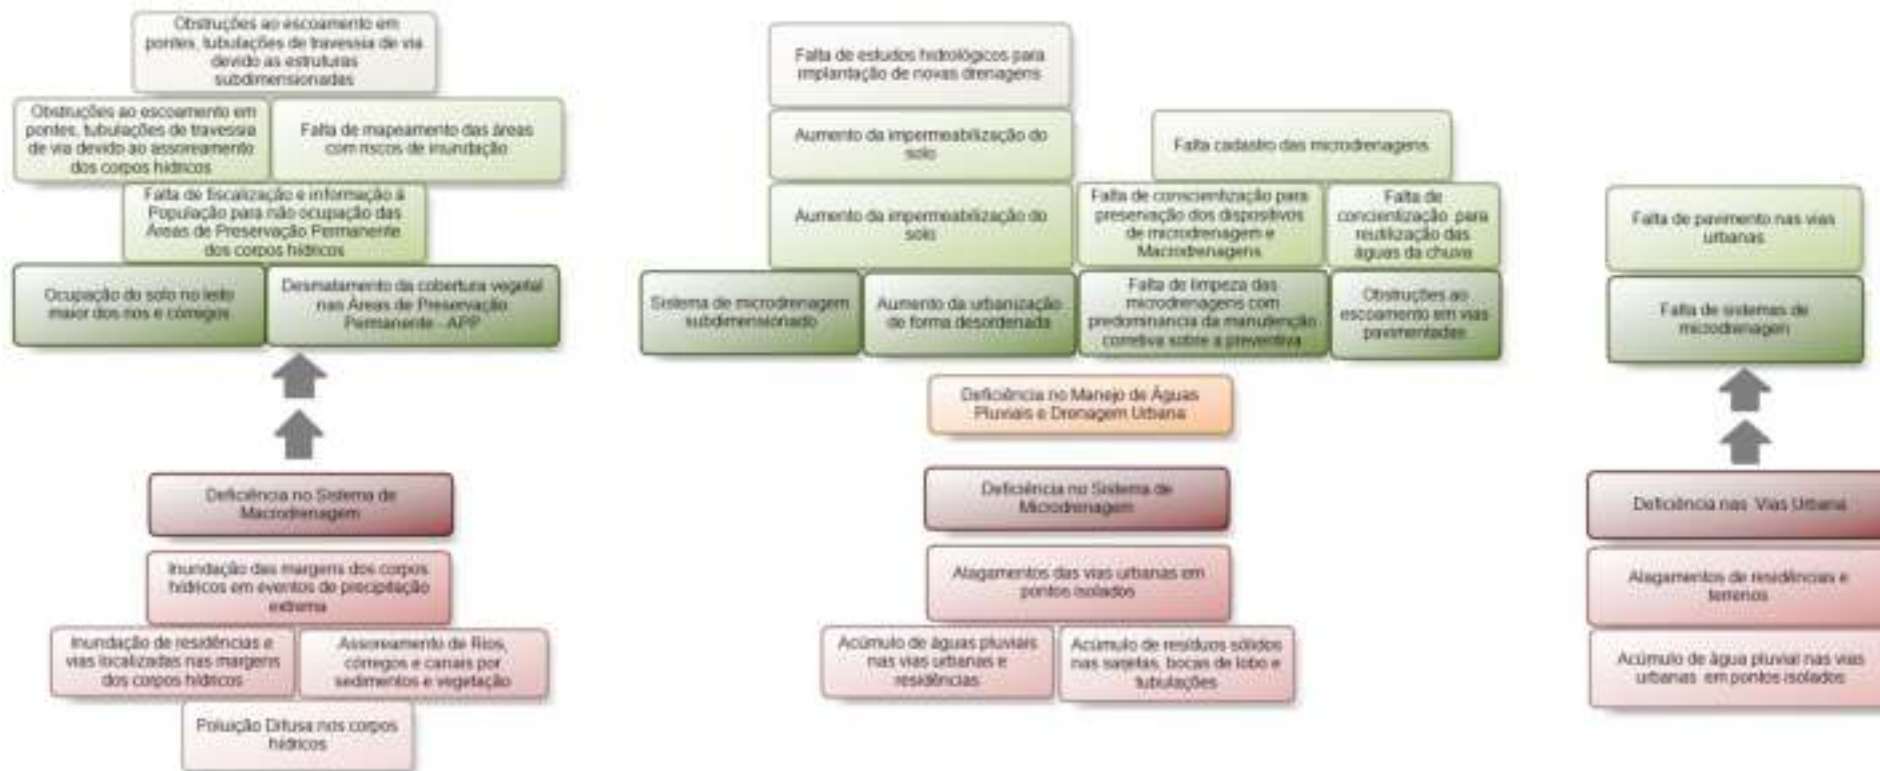 Obstruções ao escoamento em
pontes, tubulações de travessia de via
devido as estruturas
subdimensionadas
Obstruções ao escoamento em
pontes, tubulações de travessia
de via devido ao assoreamento
dos corpos hídricos
Falta de mapeamento das áreas
com riscos de inundação
Falta de fiscalização e informação á
População para não ocupação das
Áreas de Preservação Permanente
dos corpos hídricos
Ocupação do solo no leito
maior dos rios e córregos
Desmatamento da cobertura vegetal
nas Áreas de Preservação
Permanente - APP
Deficiência no Sistema de
Macrodrenagem
Inundação das margens dos corpos
hídricos em eventos de precipitação
extrema
Inundação de residências e
vias localizadas nas margens
dos corpos hídricos
Assoreamento de Rios,
córregos e canais por
sedimentos e vegetação
Poluição Difusa nos corpos
hídricos
Falta de estudos hidrológicos para
implantação de novas drenagens
Aumento da impermeabilização do
solo
Falta cadastro das microdrenagens
Aumento da impermeabilização do
solo
Falta de conscientização para
preservação dos dispositivos
de microdrenagem e
Macrodrenagens
Falta de
concientização para
reutilização das
águas da chuva
Sistema de microdrenagem
subdimensionado
Aumento da urbanização
de forma desordenada
Falta de limpeza das
microdrenagens com
predominancia da manutenção
corretiva sobre a preventiva
Obstruções ao
escoamento em vias
pavimentadas
Deficiência no Manejo de Águas
Pluviais e Drenagem Urbana
Deficiência no Sistema de
Microdrenagem
Alagamentos das vias urbanas em
pontos isolados
Acúmulo de águas pluviais
nas vias urbanas e
residências
Acúmulo de resíduos sólidos
nas sarjetas, bocas de lobo e
tubulações
Falta de pavimento nas vias
urbanas
Falta de sistemas de
microdrenagem
Deficiência nas Vias Urbana
Alagamentos de residências e
terrenos
Acúmulo de água pluvial nas vias
urbanas em pontos isolados